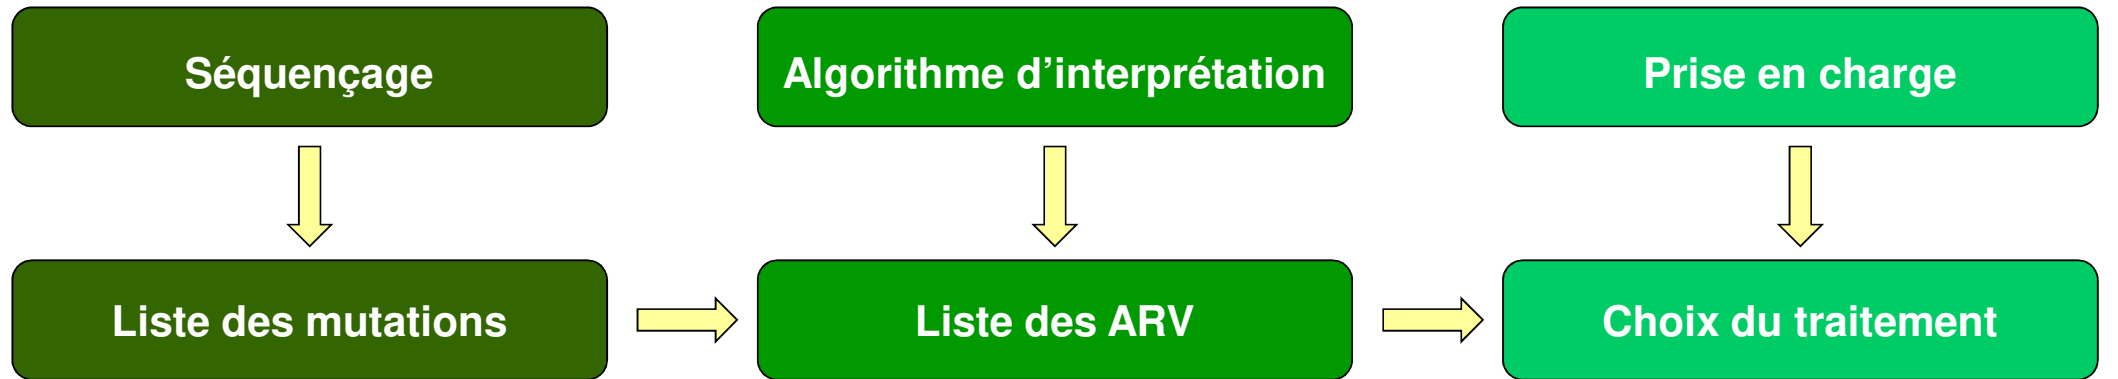 Séquençage
Algorithme d’interprétation
Prise en charge
Liste des mutations
Liste des ARV
Choix du traitement